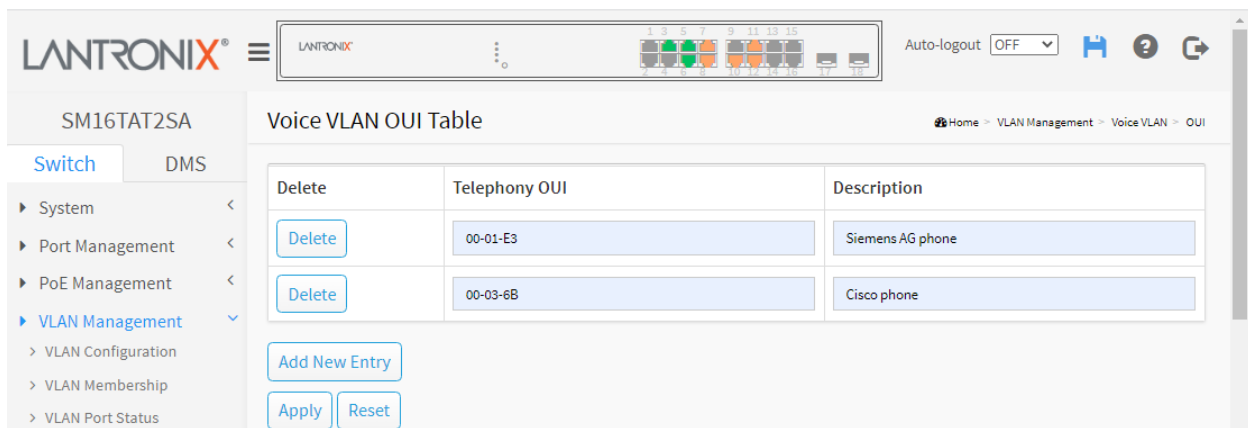 LANTRONIX®
LANTRONIX
1 3 5 7 9 11 13 15
2 4 6 8 10 12 14 16 17 18
Auto-logout OFF
SM16TAT2SA
Switch DMS
System
Port Management
PoE Management
VLAN Management
VLAN Configuration
VLAN Membership
VLAN Port Status
Voice VLAN OUI Table
Home > VLAN Management > Voice VLAN > OUI
Delete Telephony OUI Description
Delete 00-01-E3 Siemens AG phone
Delete 00-03-6B Cisco phone
Add New Entry
Apply Reset